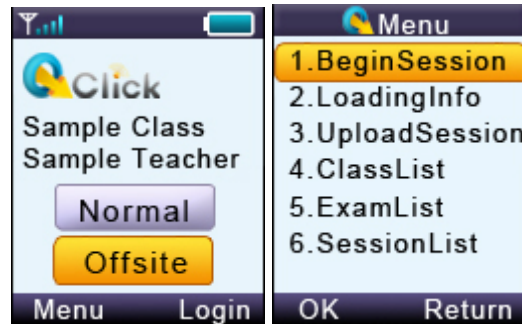 Click
Sample Class
Sample Teacher
Normal
Offsite
Menu Login
Menu
1.BeginSession
2.LoadingInfo
3.UploadSession
4.ClassList
5.ExamList
6.SessionList
OK Return